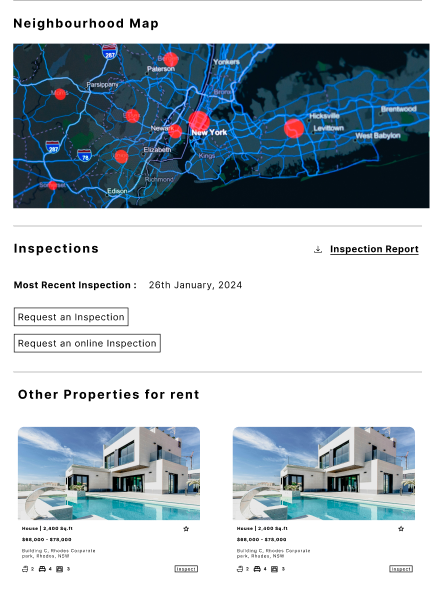 Neighbourhood Map
287
Yonkers
Paterson
Parsippany
Bronx
Brentwood
Hicksville
Newark
New York
Levittown
West Babylon
Elizabeth
Kings
287
78
Richmond
Somerset
Edison
Inspections
Inspection Report
Most Recent Inspection : 26th January, 2024
Request an Inspection
Request an online Inspection
Other Properties for rent
House | 2,400 Sq.ft
$68,000 - $75,000
Building C, Rhodes Corporate
park, Rhodes, NSW
2 4 3
Inspect
House | 2,400 Sq.ft
$68,000 - $75,000
Building C, Rhodes Corporate
park, Rhodes, NSW
2 4 3
Inspect